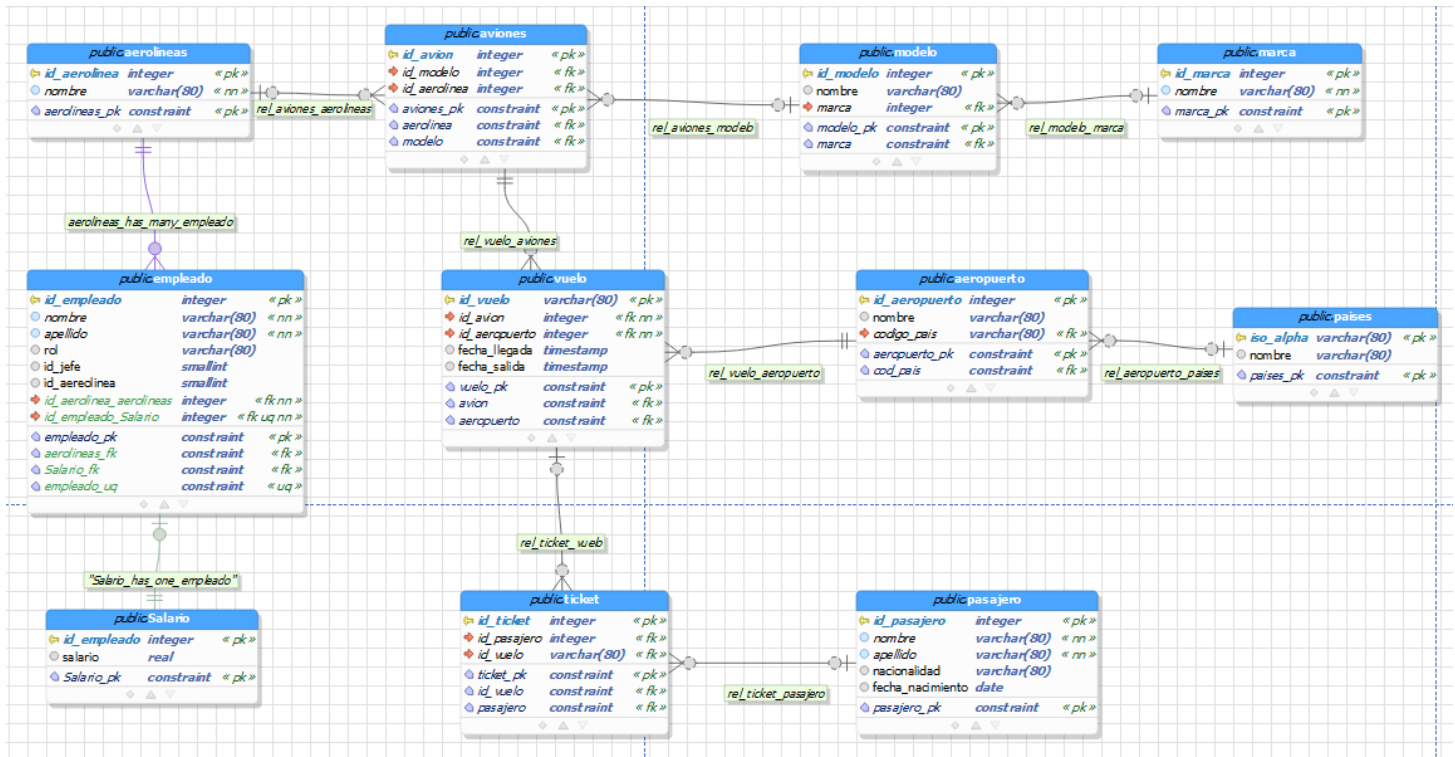 public.aerolineas
id_aerolinea integer «pk»
nombre varchar(80) «nn»
aerolineas_pk constraint «pk»
rel_aviones_aerolineas
public.aviones
id_avion integer «pk»
id_modelo integer «fk»
id_aerolinea integer «fk»
aviones_pk constraint «pk»
aerolinea constraint «fk»
modelo constraint «fk»
rel_aviones_modelo
public.modelo
id_modelo integer «pk»
nombre varchar(80)
marca integer «fk»
modelo_pk constraint «pk»
marca constraint «fk»
rel_modelo_marca
public.marca
id_marca integer «pk»
nombre varchar(80) «nn»
marca_pk constraint «pk»
aerolineas_has_many_empleado
rel_vuelo_aviones
public.empleado
id_empleado integer «pk»
nombre varchar(80) «nn»
apellido varchar(80) «nn»
rol varchar(80)
id_jefe smallint
id_aereolinea smallint
id_aerolinea_aerolineas integer «fk nn»
id_empleado_Salario integer «fk uq nn»
empleado_pk constraint «pk»
aerolineas_fk constraint «fk»
Salario_fk constraint «fk»
empleado_uq constraint «uq»
public.vuelo
id_vuelo varchar(80) «pk»
id_avion integer «fk nn»
id_aeropuerto integer «fk nn»
fecha_llegada timestamp
fecha_salida timestamp
vuelo_pk constraint «pk»
avion constraint «fk»
aeropuerto constraint «fk»
rel_vuelo_aeropuerto
public.aeropuerto
id_aeropuerto integer «pk»
nombre varchar(80)
codigo_pais varchar(80) «fk»
aeropuerto_pk constraint «pk»
cod_pais constraint «fk»
rel_aeropuerto_paises
public.paises
iso_alpha varchar(80) «pk»
nombre varchar(80)
paises_pk constraint «pk»
"Salario_has_one_empleado"
rel_ticket_vuelo
public.Salario
id_empleado integer «pk»
salario real
Salario_pk constraint «pk»
public.ticket
id_ticket integer «pk»
id_pasajero integer «fk»
id_vuelo varchar(80) «fk»
ticket_pk constraint «pk»
id_vuelo constraint «fk»
pasajero constraint «fk»
rel_ticket_pasajero
public.pasajero
id_pasajero integer «pk»
nombre varchar(80) «nn»
apellido varchar(80) «nn»
nacionalidad varchar(80)
fecha_nacimiento date
pasajero_pk constraint «pk»